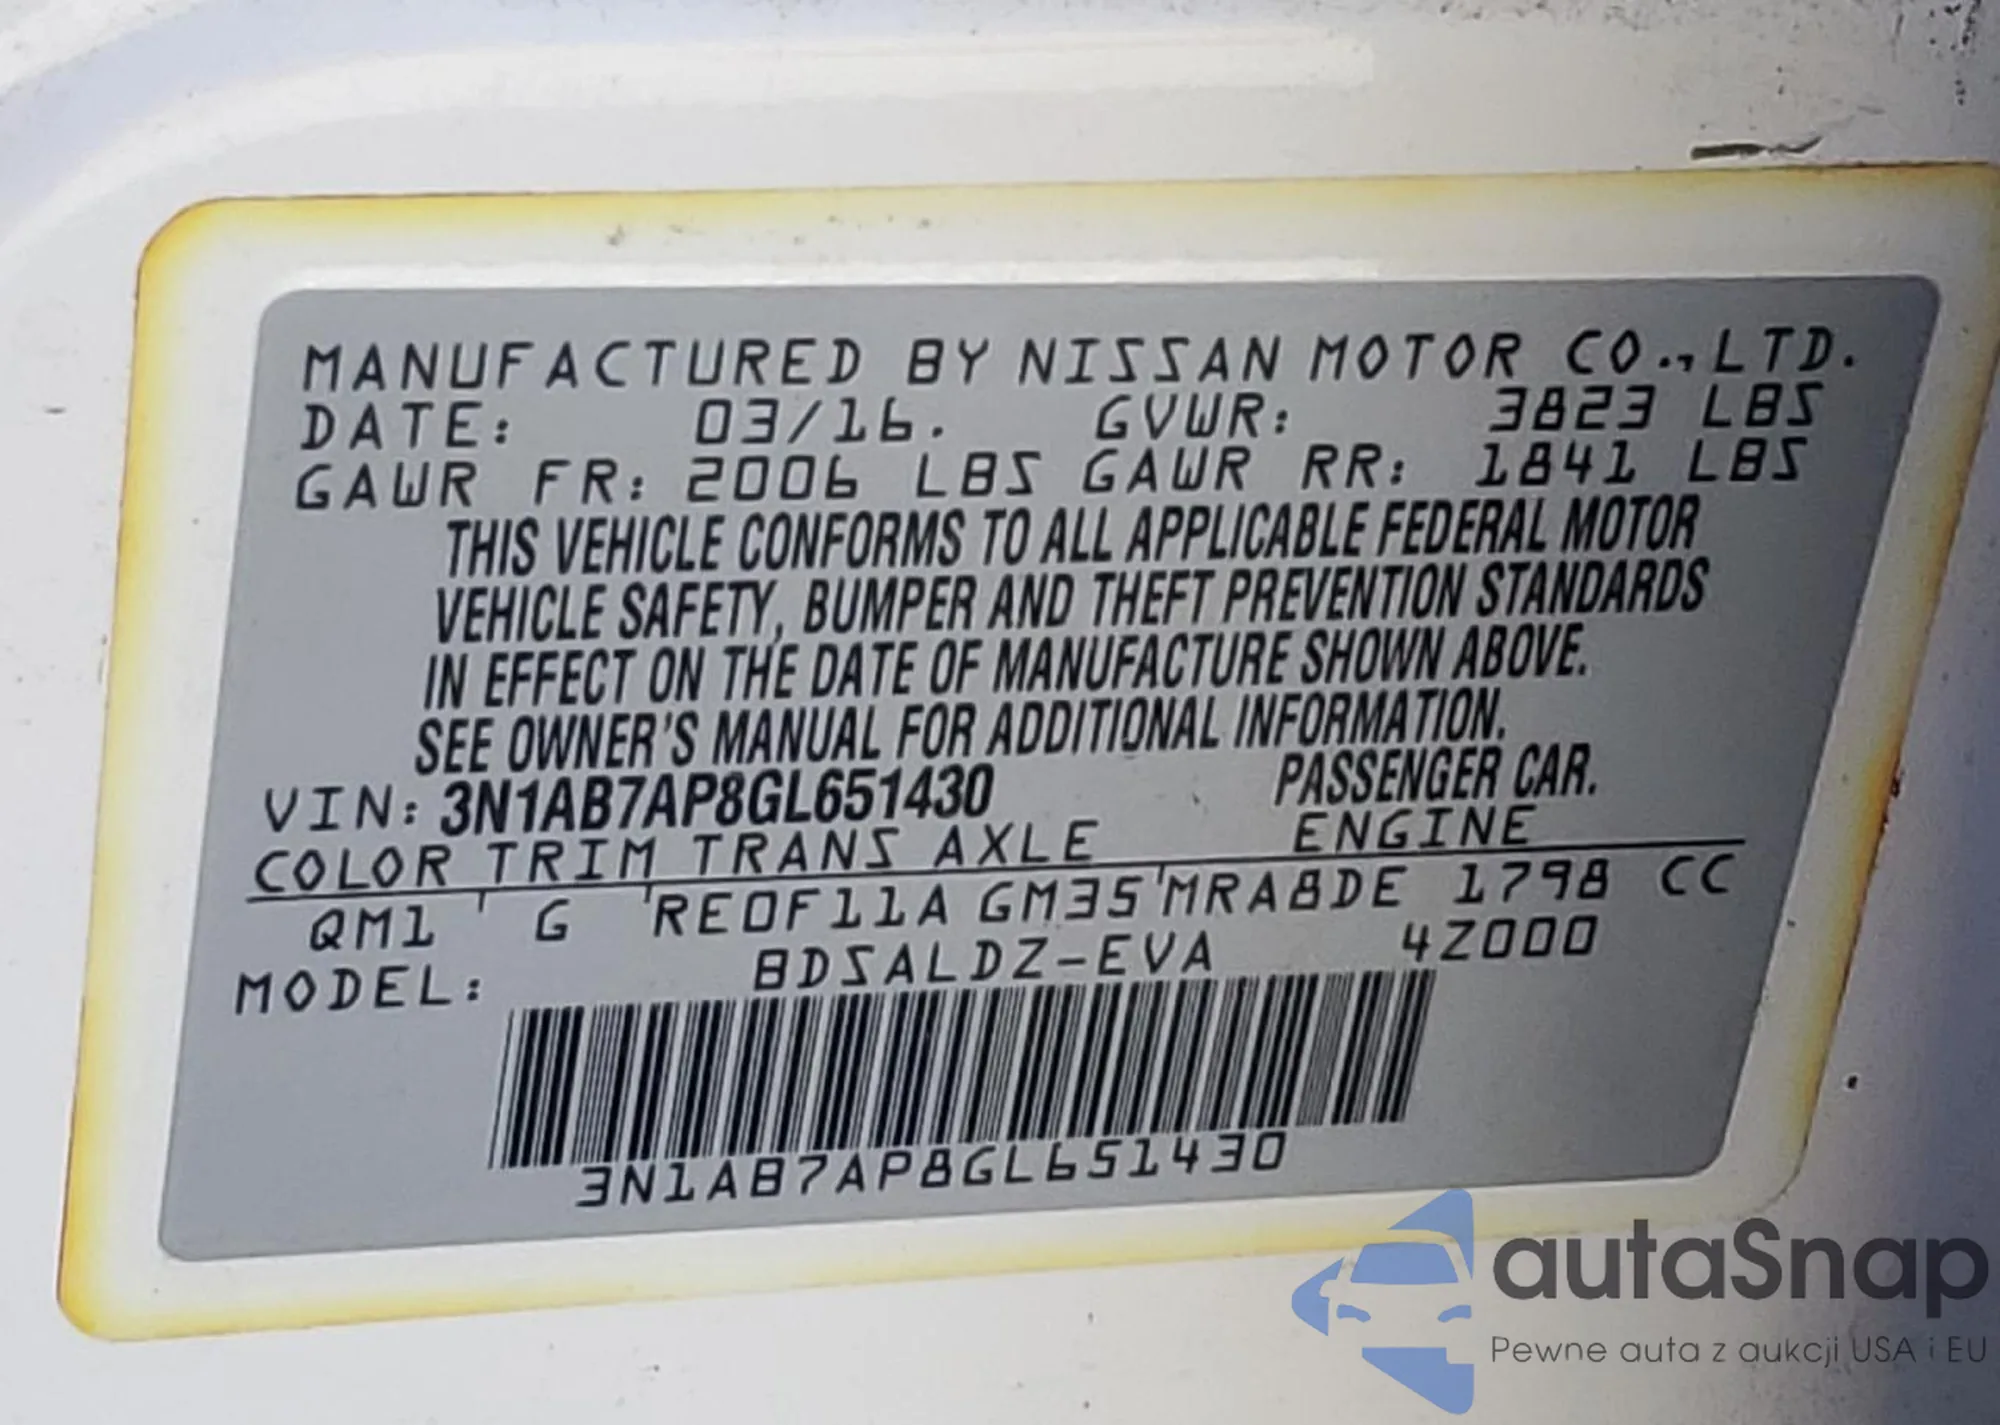 MANUFACTURED BY NISSAN MOTOR CO., LTD.
DATE: 03/16. GVWR: 3823 LBS
GAWR FR: 2006 LBS GAWR RR: 1841 LBS
THIS VEHICLE CONFORMS TO ALL APPLICABLE FEDERAL MOTOR
VEHICLE SAFETY, BUMPER AND THEFT PREVENTION STANDARDS
IN EFFECT ON THE DATE OF MANUFACTURE SHOWN ABOVE.
SEE OWNER'S MANUAL FOR ADDITIONAL INFORMATION.
VIN: 3N1AB7AP8GL651430 PASSENGER CAR.
COLOR TRIM TRANS AXLE ENGINE
QM1 G RE0F11A GM35 MRA8DE 1798 CC
MODEL: BDSALDZ-EVA 4Z000
3N1AB7AP8GL651430
autaSnap
Pewne auta z aukcji USA i EU